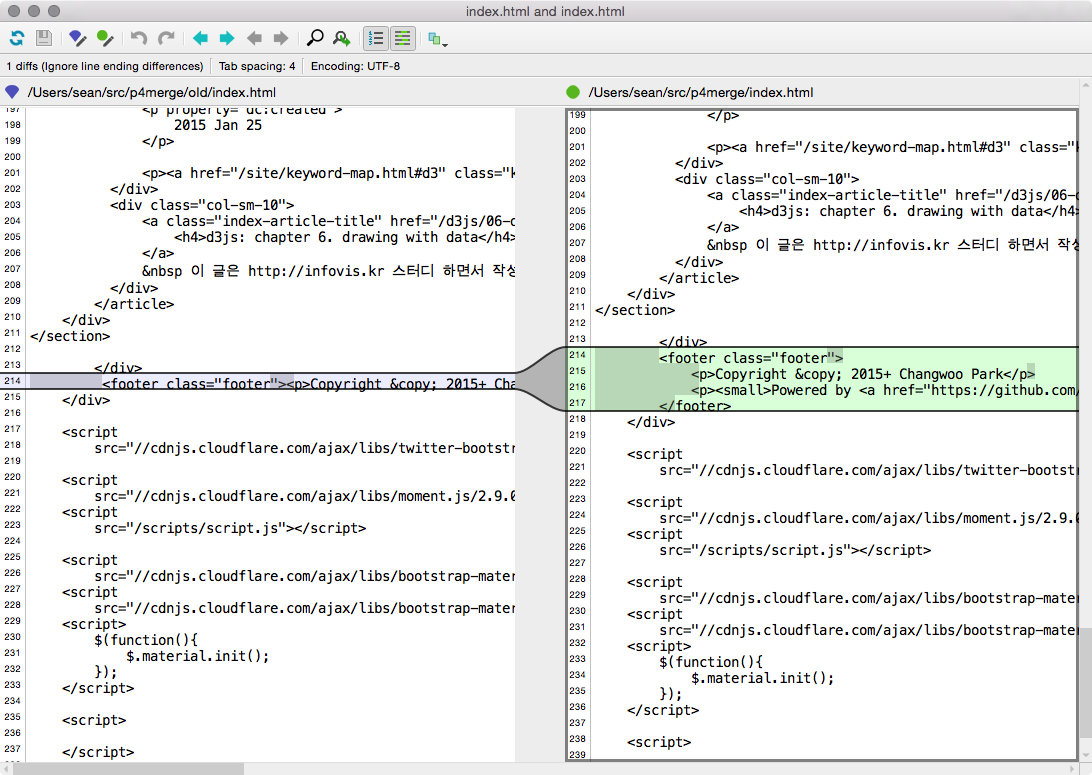 index.html and index.html
1 diffs (Ignore line ending differences) Tab spacing: 4 Encoding: UTF-8
/Users/sean/src/p4merge/old/index.html
197 <p property="dc:created">
198 2015 Jan 25
199 </p>
200
201 <p><a href="/site/keyword-map.html#d3" class="k
202 </div>
203 <div class="col-sm-10">
204 <a class="index-article-title" href="/d3js/06-d
205 <h4>d3js: chapter 6. drawing with data</h4>
206 </a>
207 &nbsp 이 글은 http://infovis.kr 스터디 하면서 작성
208 </div>
209 </article>
210 </div>
211 </section>
212
213 </div>
214 <footer class="footer"><p>Copyright &copy; 2015+ Cha
215 </div>
216
217 <script
218 src="//cdnjs.cloudflare.com/ajax/libs/twitter-bootstr
219
220 <script
221 src="//cdnjs.cloudflare.com/ajax/libs/moment.js/2.9.0
222 <script
223 src="/scripts/script.js"></script>
224
225 <script
226 src="//cdnjs.cloudflare.com/ajax/libs/bootstrap-mater
227 <script
228 src="//cdnjs.cloudflare.com/ajax/libs/bootstrap-mater
229 <script>
230 $(function(){
231 $.material.init();
232 });
233 </script>
234
235 <script>
236
237 </script>
/Users/sean/src/p4merge/index.html
199 </p>
200
201 <p><a href="/site/keyword-map.html#d3" class="k
202 </div>
203 <div class="col-sm-10">
204 <a class="index-article-title" href="/d3js/06-d
205 <h4>d3js: chapter 6. drawing with data</h4>
206 </a>
207 &nbsp 이 글은 http://infovis.kr 스터디 하면서 작성
208 </div>
209 </article>
210 </div>
211 </section>
212
213 </div>
214 <footer class="footer">
215 <p>Copyright &copy; 2015+ Changwoo Park</p>
216 <p><small>Powered by <a href="https://github.com/
217 </footer>
218 </div>
219
220 <script
221 src="//cdnjs.cloudflare.com/ajax/libs/twitter-bootst
222
223 <script
224 src="//cdnjs.cloudflare.com/ajax/libs/moment.js/2.9.
225 <script
226 src="/scripts/script.js"></script>
227
228 <script
229 src="//cdnjs.cloudflare.com/ajax/libs/bootstrap-mate
230 <script
231 src="//cdnjs.cloudflare.com/ajax/libs/bootstrap-mate
232 <script>
233 $(function(){
234 $.material.init();
235 });
236 </script>
237
238 <script>
239